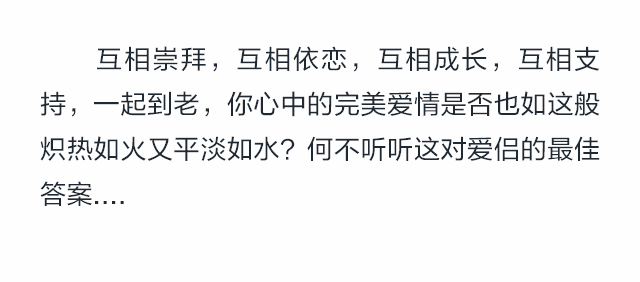 互相崇拜，互相依恋，互相成长，互相支
持，一起到老，你心中的完美爱情是否也如这般
炽热如火又平淡如水？何不听听这对爱侣的最佳
答案....